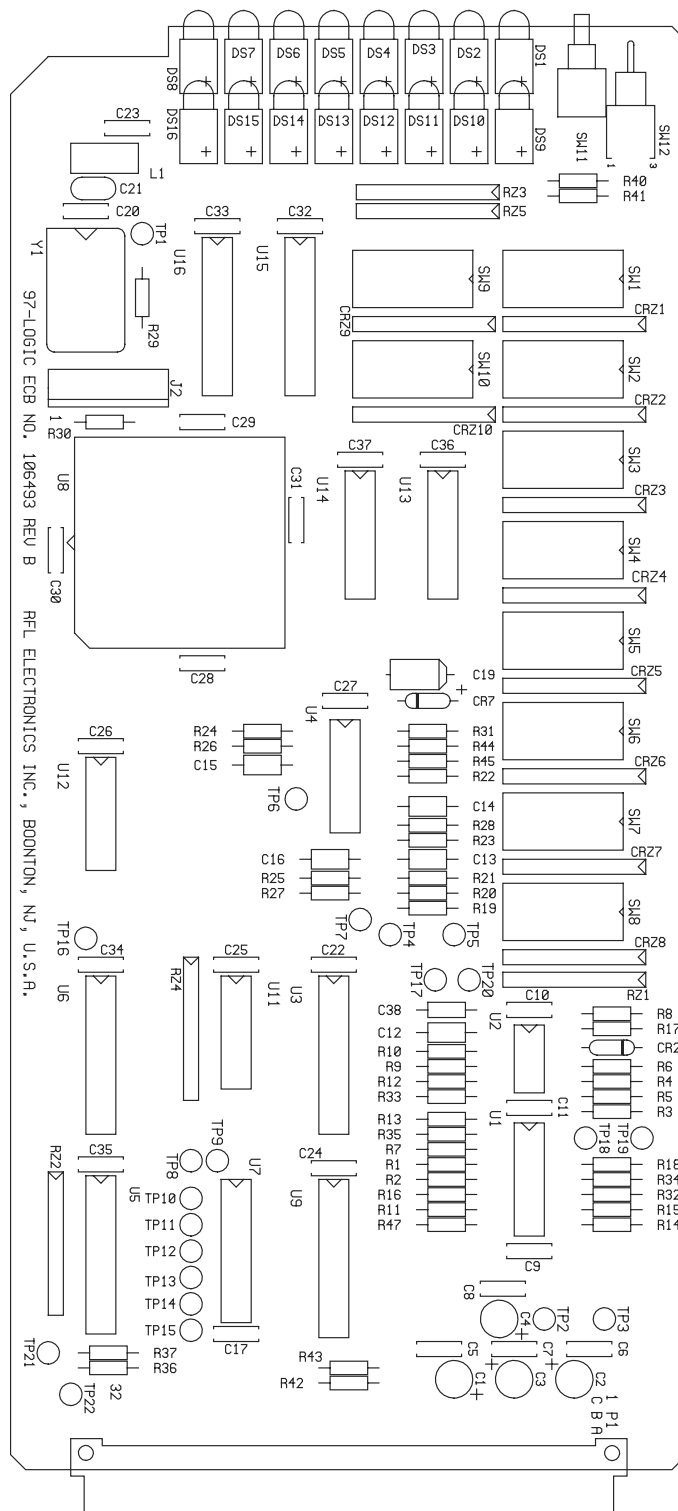 DS7 DS6 DS5 DS4 DS3 DS2 DS1
DS8
+ + + + + + + +
DS16
DS15 DS14 DS13 DS12 DS11 DS10 DS9
+ + + + + + + +
SW11
SW12
1 3
C23
L1
C21
C20
R40
R41
RZ3
RZ5
TP1
C33
C32
Y1
U16
U15
R29
SW9
SW1
CRZ9
CRZ1
J2
1
R30
SW10
SW2
C29
CRZ10
CRZ2
97-LOGIC ECB NO. 106493 REV B RFL ELECTRONICS INC., BOONTON, NJ, U.S.A.
U8
C31
C37
C36
U14
U13
SW3
CRZ3
C30
SW4
CRZ4
C28
SW5
C19
+
CR7
CRZ5
C27
U4
C26
U12
R24
R26
C15
R31
R44
R45
R22
SW6
CRZ6
TP6
C14
R28
R23
SW7
C16
R25
R27
C13
R21
R20
R19
CRZ7
SW8
TP7
TP4
TP5
TP16
CRZ8
C34
C25
C22
TP17
TP20
RZ1
U6
RZ4
U11
U3
C38
C12
R10
R9
R12
R33
C10
U2
R8
R17
CR2
R6
R4
R5
R3
C11
U1
R13
R35
R7
R1
R2
R16
R11
R47
TP18
TP19
R18
R34
R32
R15
R14
RZ2
C35
TP8
TP9
C24
U5
U7
U9
TP10
TP11
TP12
TP13
TP14
TP15
C9
C8
C4
+
TP2
TP3
TP21
C17
C5
C7
+
C6
+
R37
R36
R43
R42
C1
+
C3
C2
TP22
32
1 P1
C B A